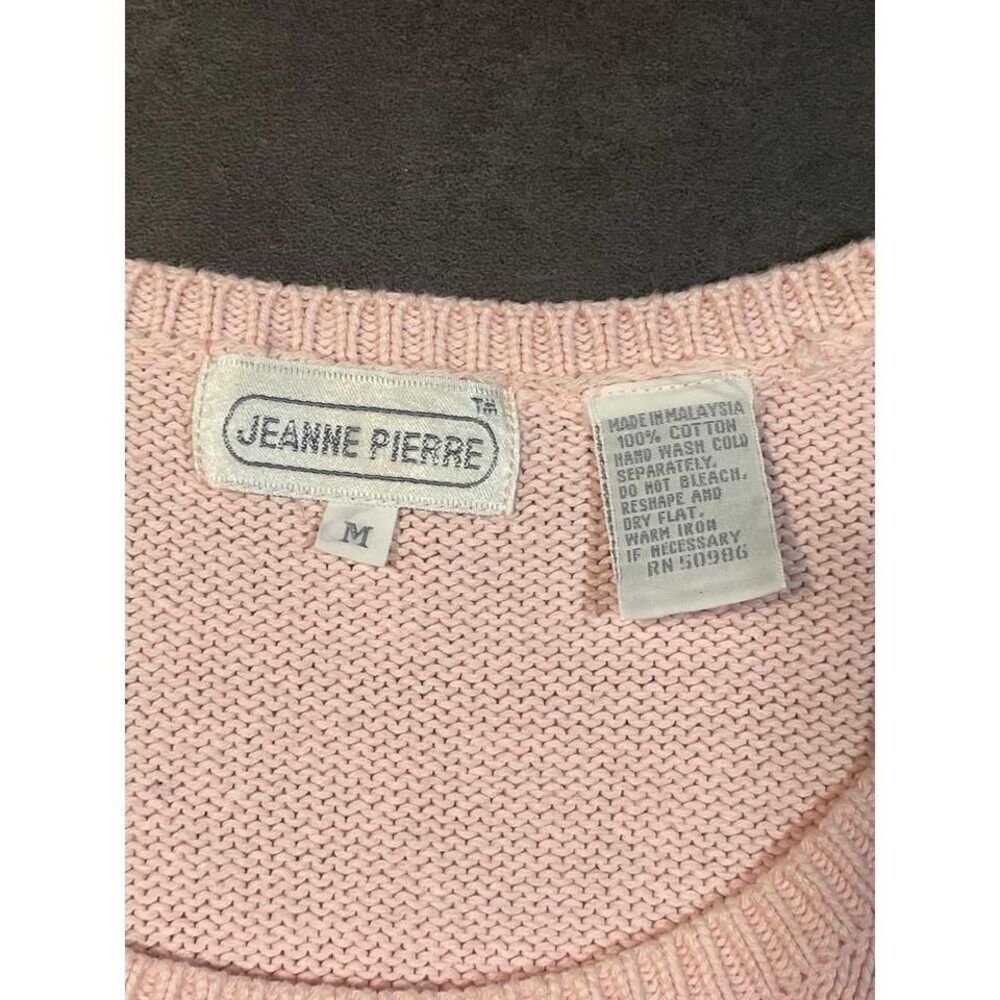 TM
JEANNE PIERRE
M
MADE IN MALAYSIA
100% COTTON
HAND WASH COLD
SEPARATELY.
DO NOT BLEACH.
RESHAPE AND
DRY FLAT.
WARM IRON
IF NECESSARY
RN 50986